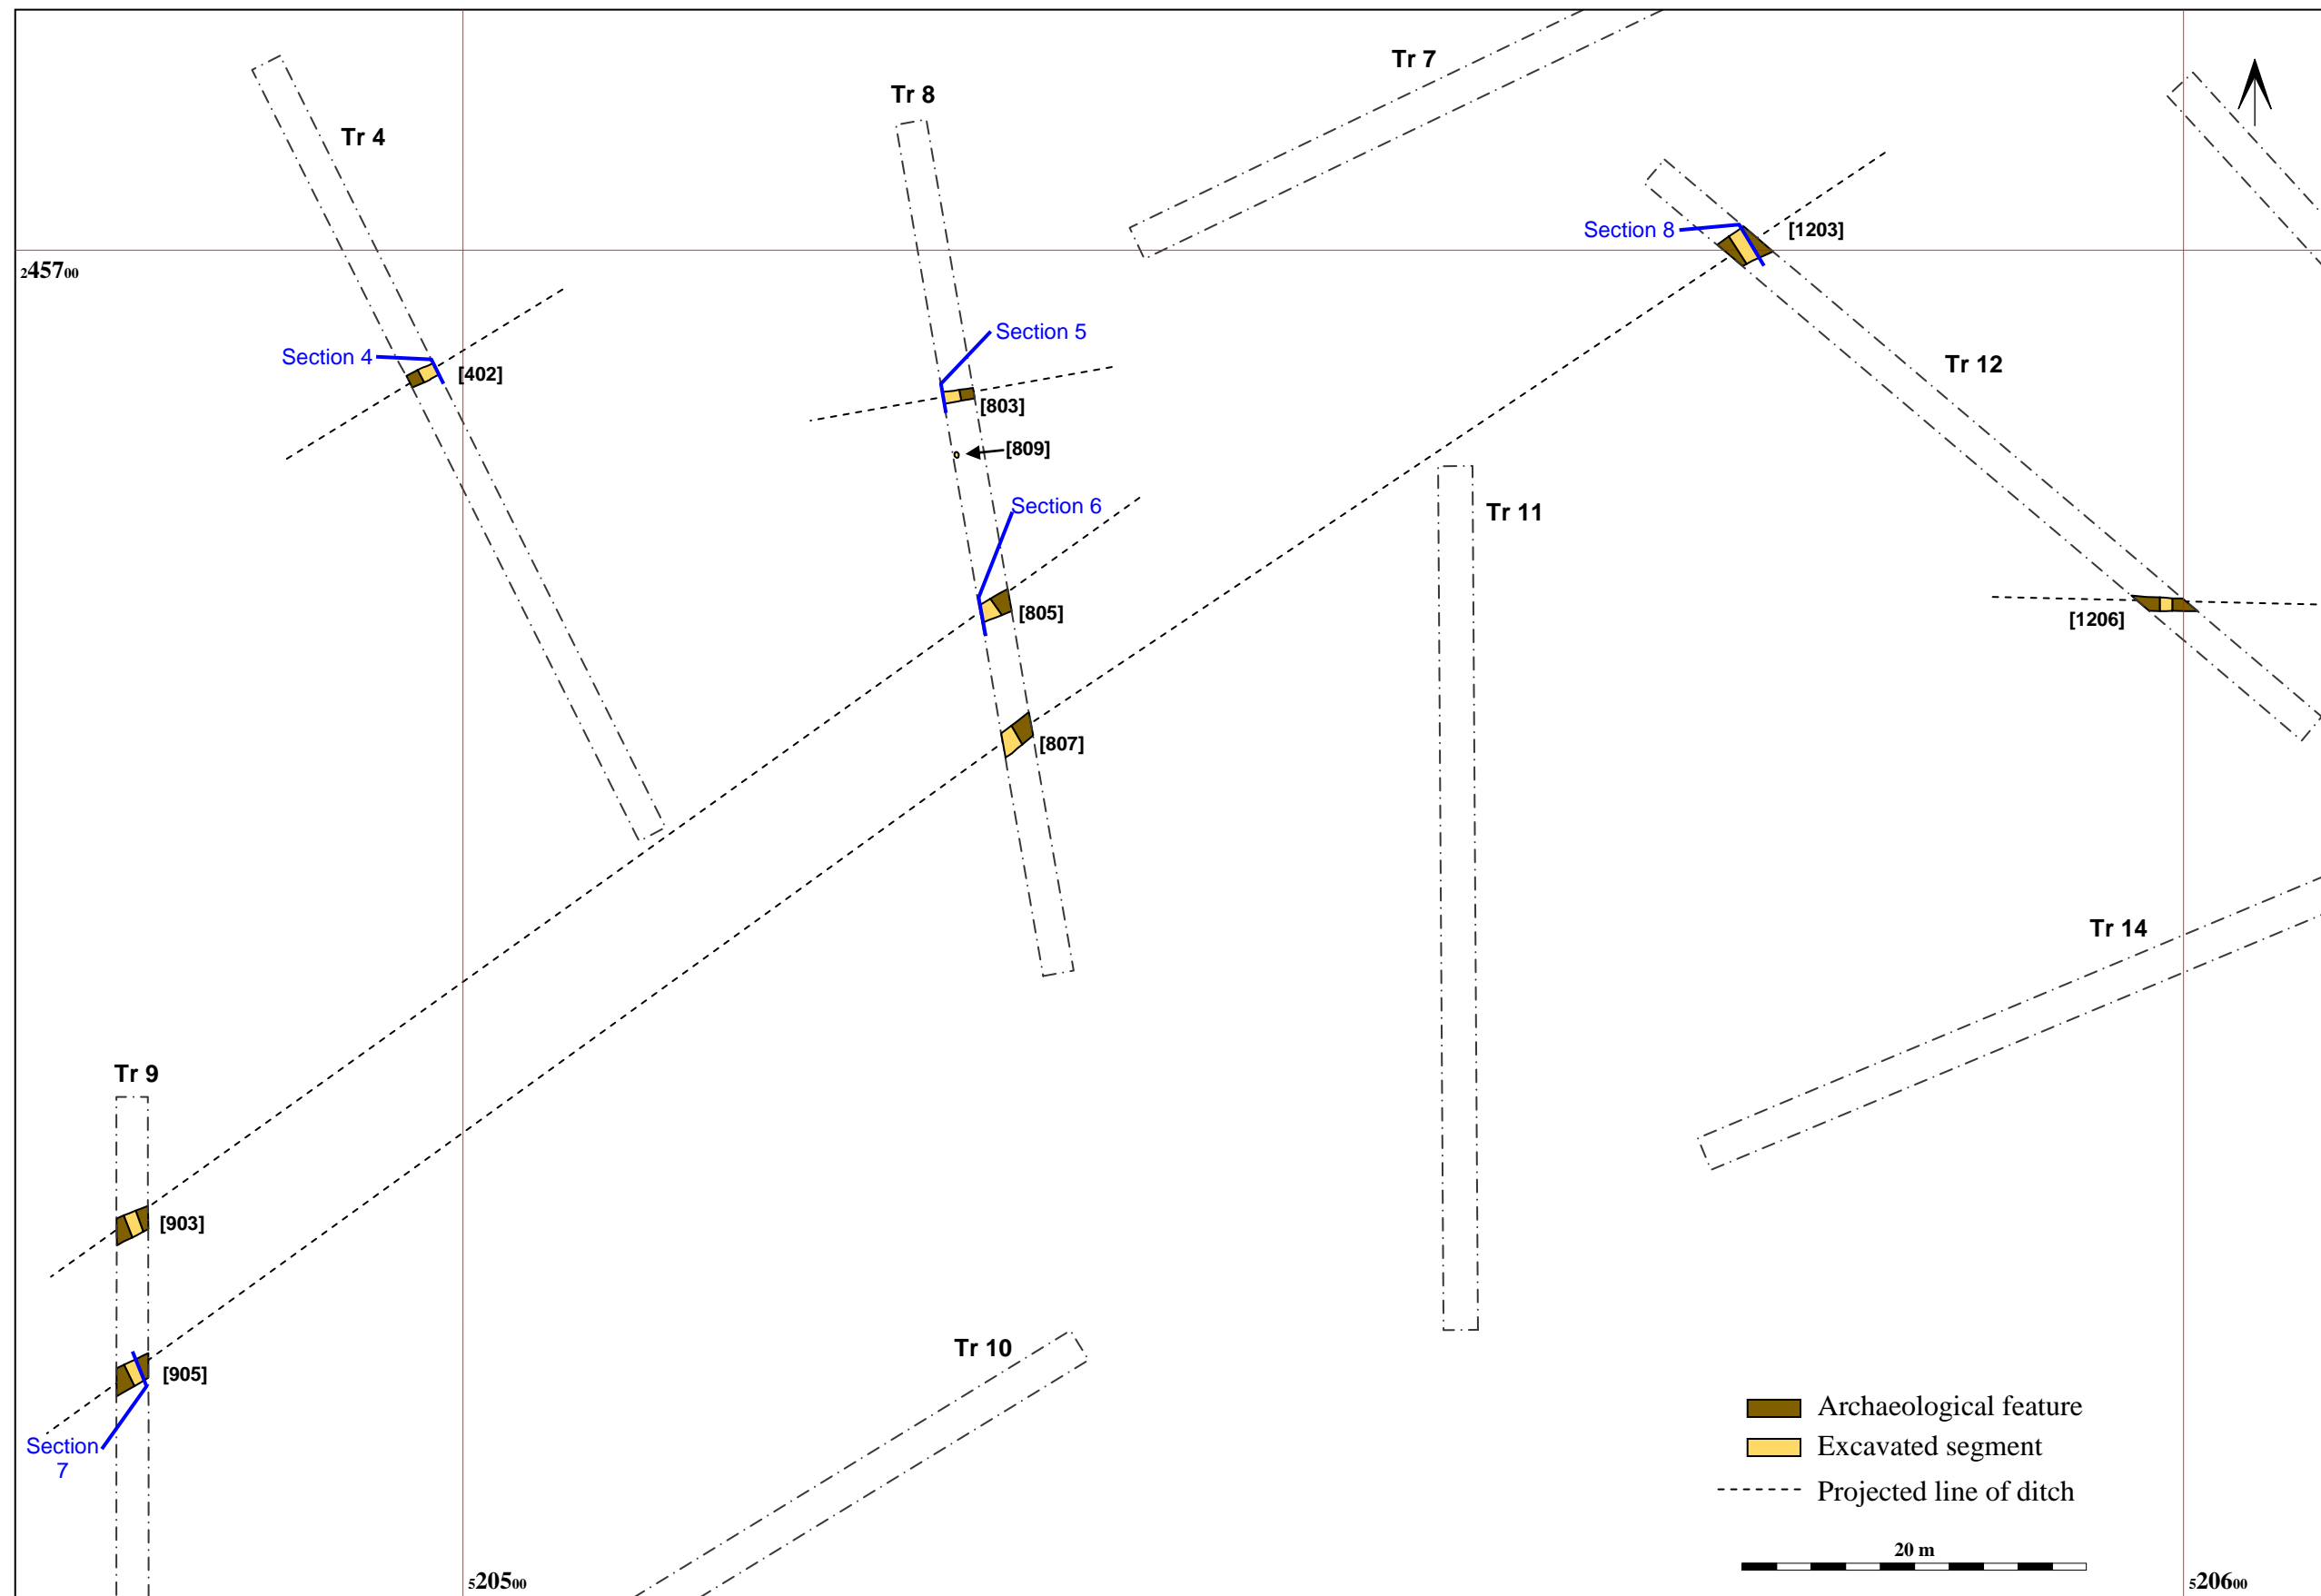 Tr 7
Tr 8
Tr 4
Section 8
[1203]
245700
Section 5
Section 4
[402]
Tr 12
[803]
[809]
Section 6
Tr 11
[805]
[1206]
[807]
Tr 14
Tr 9
[903]
Tr 10
[905]
Archaeological feature
Section
7
Excavated segment
Projected line of ditch
20 m
520500
520600